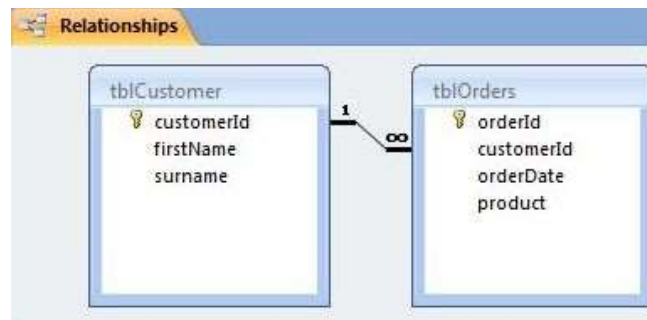 Relationships
tblCustomer
customerId
firstName
surname
1
∞
tblOrders
orderId
customerId
orderDate
product